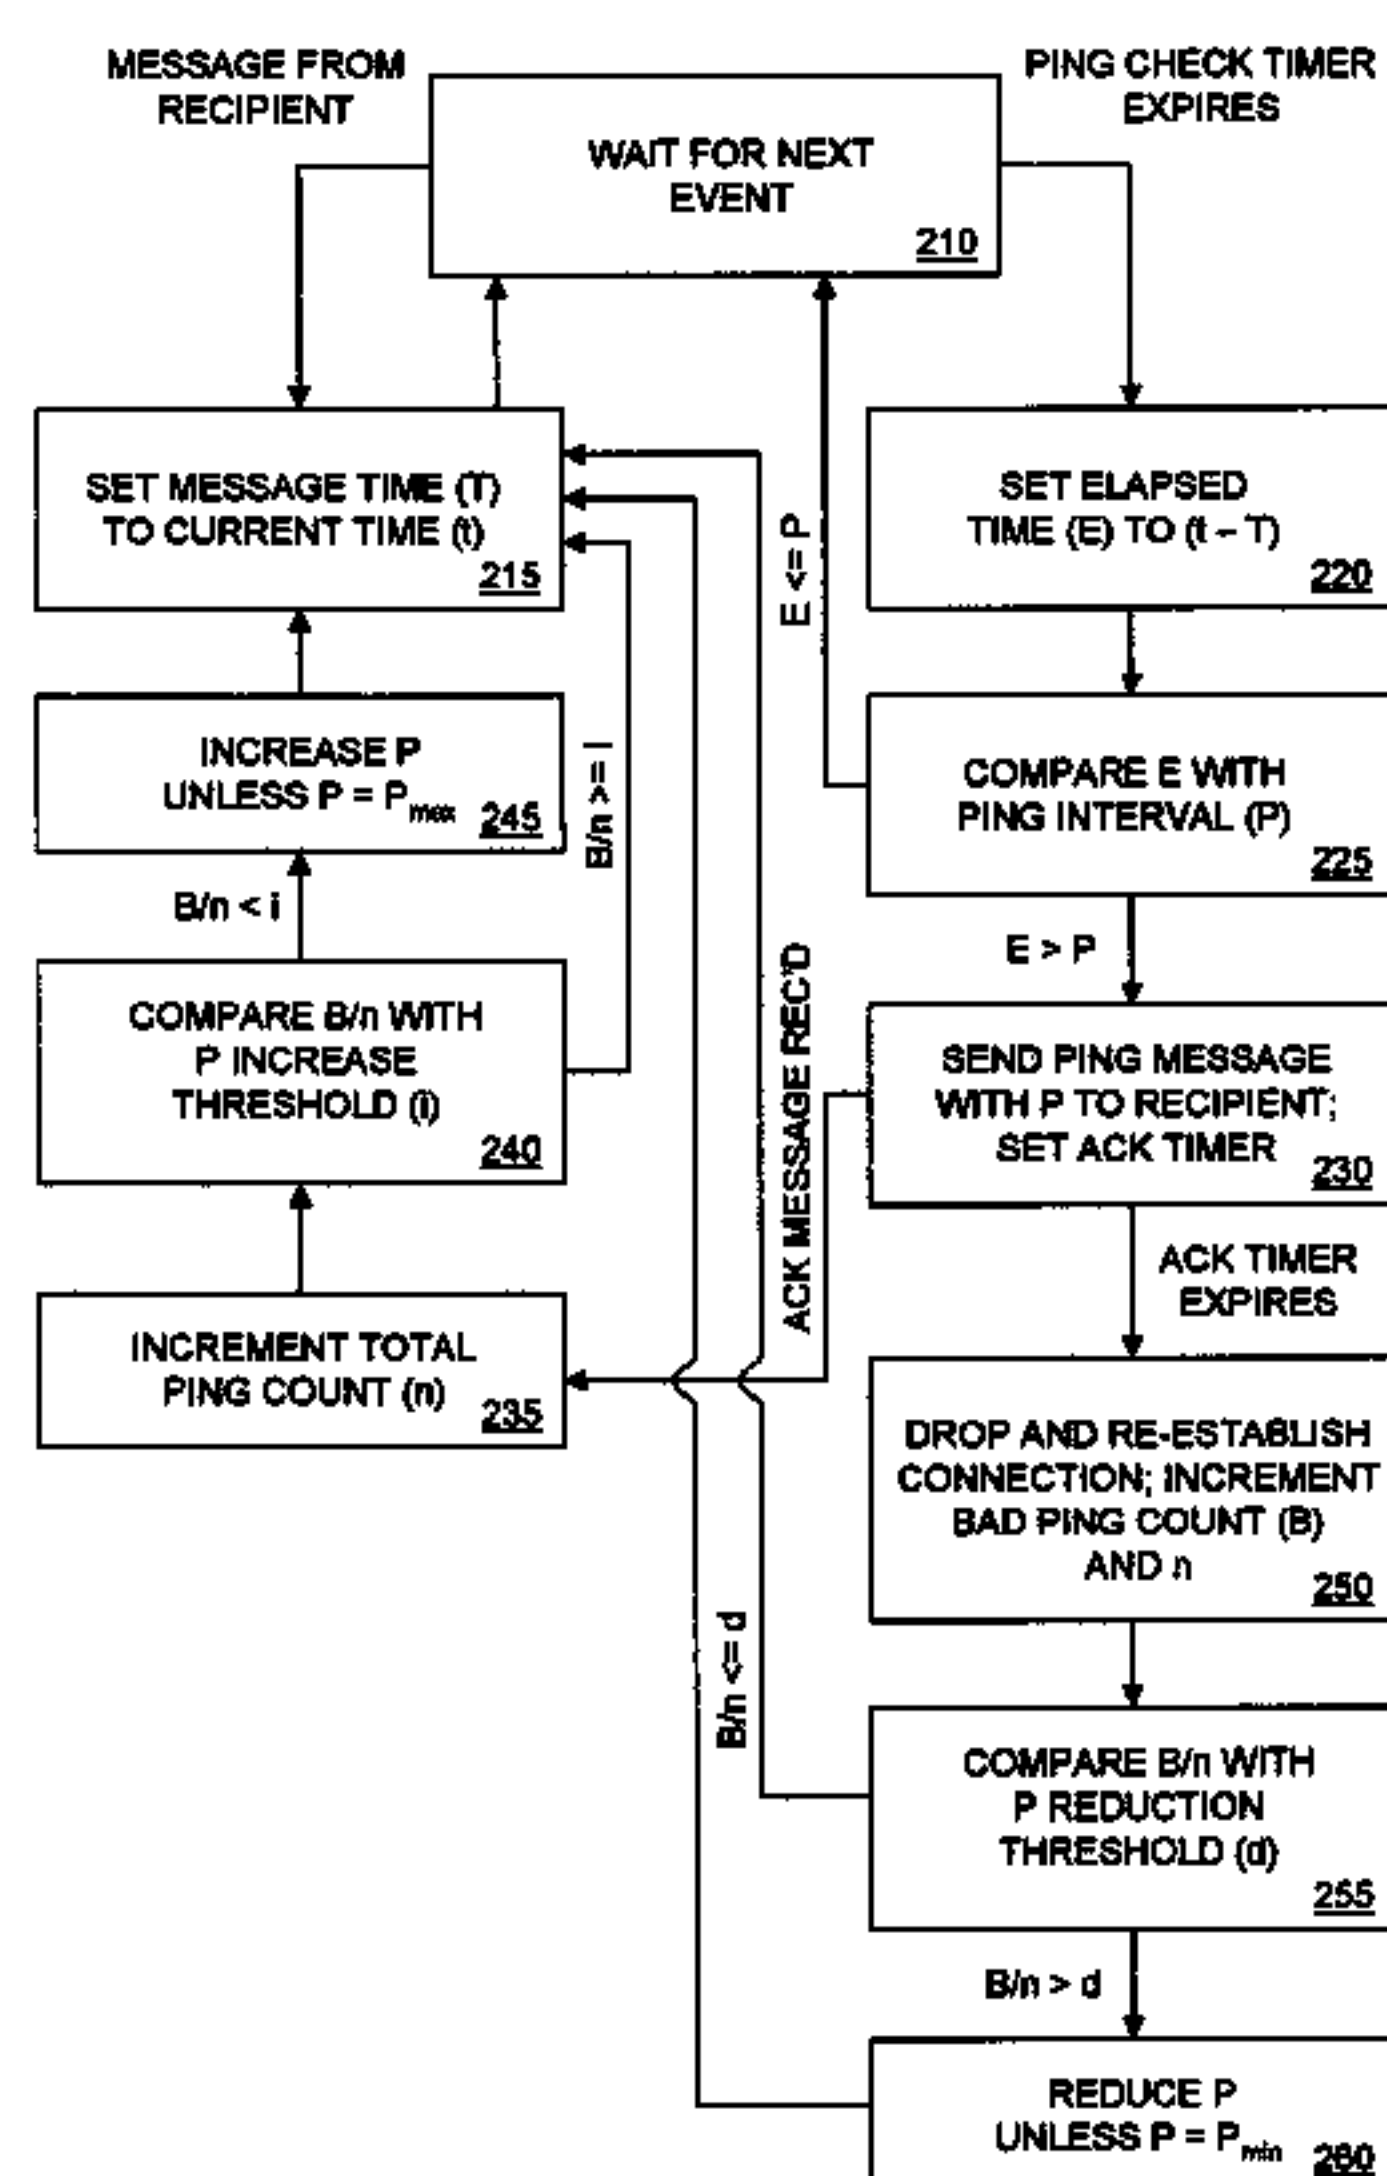 MESSAGE FROM
RECIPIENT
PING CHECK TIMER
EXPIRES
WAIT FOR NEXT
EVENT
210
SET MESSAGE TIME (T)
TO CURRENT TIME (t)
215
E <= P
SET ELAPSED
TIME (E) TO (t – T)
220
INCREASE P
UNLESS P = Pmax
245
B/n >= i
COMPARE E WITH
PING INTERVAL (P)
225
B/n < i
E > P
COMPARE B/n WITH
P INCREASE
THRESHOLD (i)
240
ACK MESSAGE REC'D
SEND PING MESSAGE
WITH P TO RECIPIENT;
SET ACK TIMER
230
ACK TIMER
EXPIRES
INCREMENT TOTAL
PING COUNT (n)
235
DROP AND RE-ESTABLISH
CONNECTION; INCREMENT
BAD PING COUNT (B)
AND n
250
B/n <= d
COMPARE B/n WITH
P REDUCTION
THRESHOLD (d)
255
B/n > d
REDUCE P
UNLESS P = Pmin
260